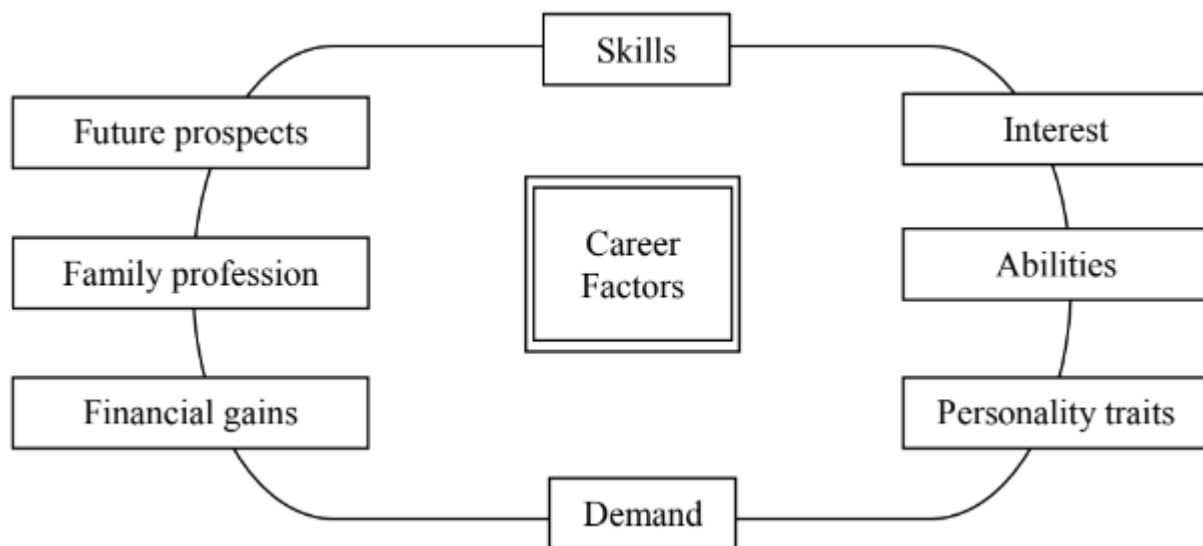 Skills
Future prospects
Interest
Career
Factors
Family profession
Abilities
Financial gains
Personality traits
Demand